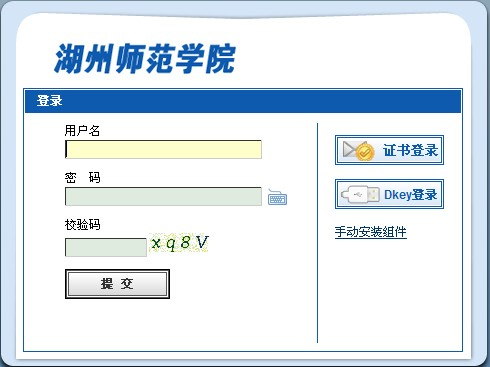 湖州师范学院
登录
用户名
密 码
校验码
xq8V
提 交
证书登录
Dkey登录
手动安装组件